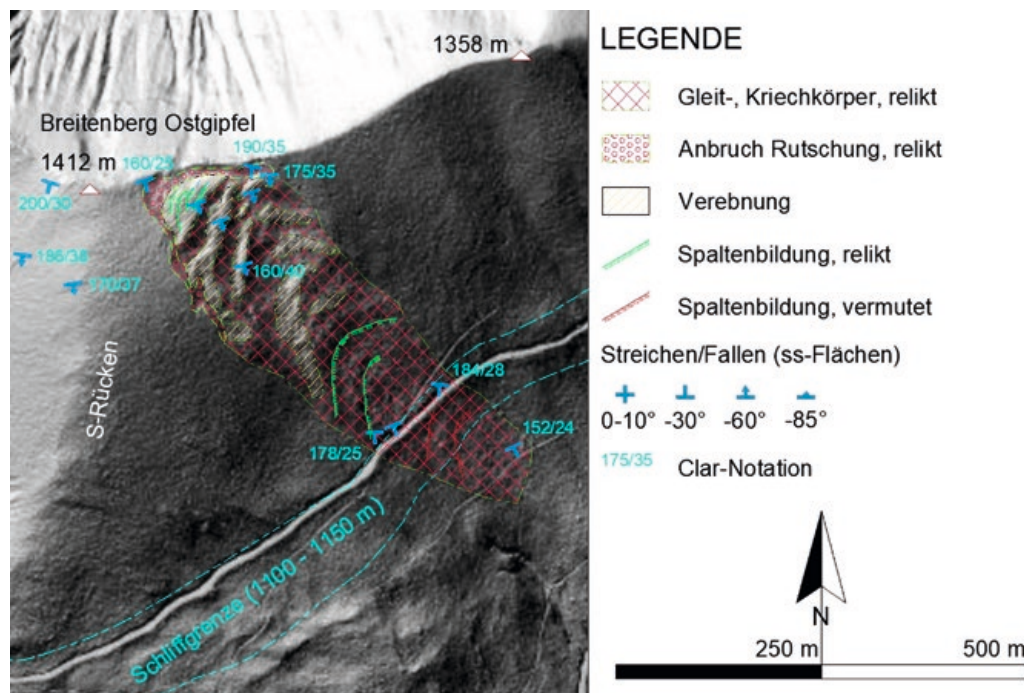 1358 m
Breitenberg Ostgipfel
1412 m
160/25
190/35
175/35
200/30
186/38
170/37
160/40
S-Rücken
184/28
178/25
152/24
Schliffgrenze (1100 - 1150 m)
LEGENDE
Gleit-, Kriechkörper, relikt
Anbruch Rutschung, relikt
Verebnung
Spaltenbildung, relikt
Spaltenbildung, vermutet
Streichen/Fallen (ss-Flächen)
0-10° -30° -60° -85°
175/35 Clar-Notation
N
250 m 500 m